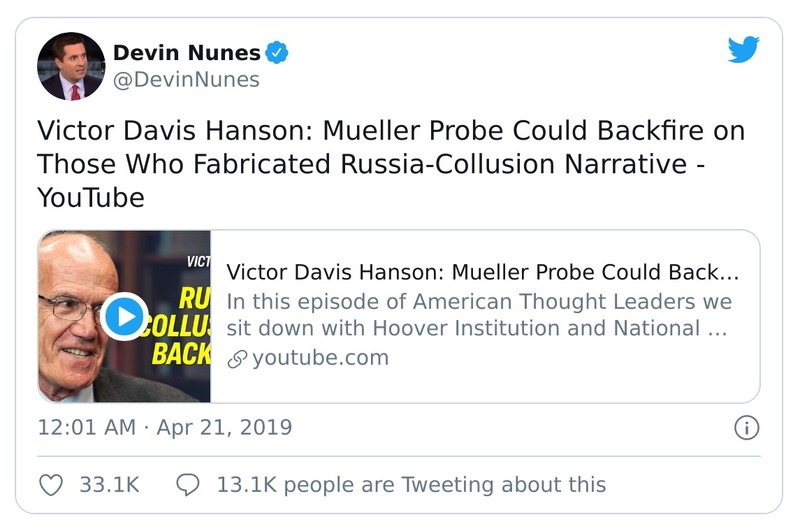 Devin Nunes
@DevinNunes
Victor Davis Hanson: Mueller Probe Could Backfire on
Those Who Fabricated Russia-Collusion Narrative -
YouTube
VICT
RU
COLLUS
BACK
Victor Davis Hanson: Mueller Probe Could Back...
In this episode of American Thought Leaders we
sit down with Hoover Institution and National ...
youtube.com
12:01 AM · Apr 21, 2019
33.1K
13.1K people are Tweeting about this